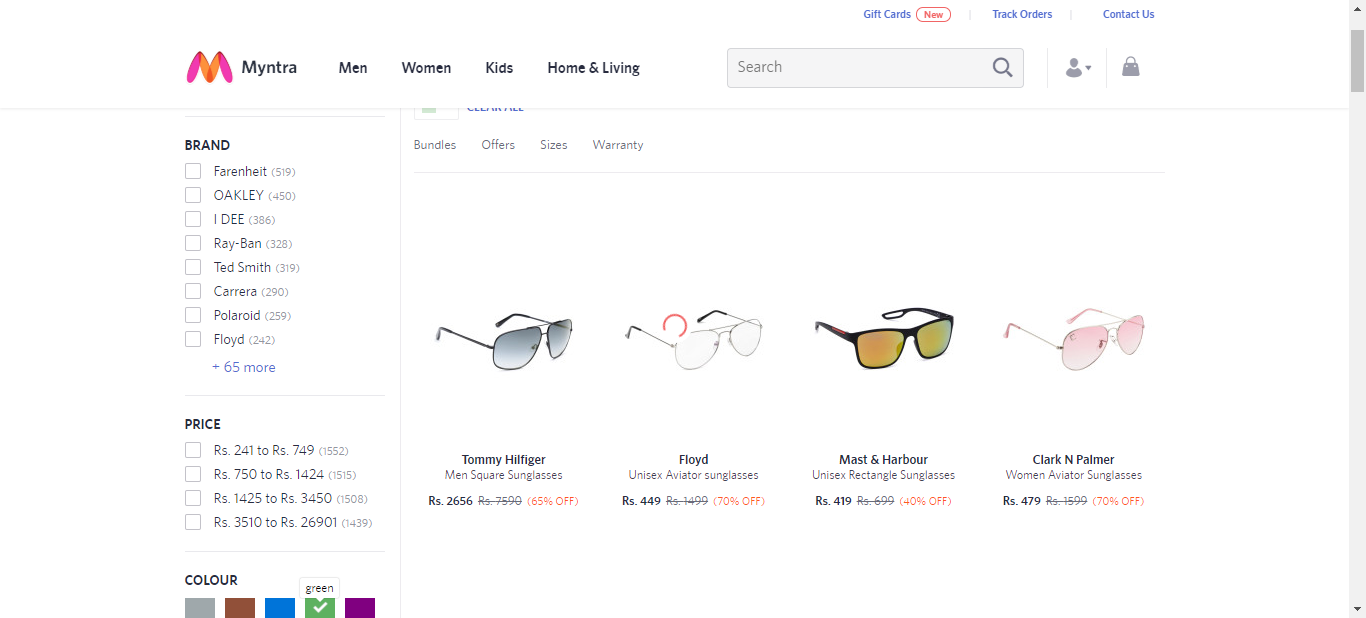 Gift Cards New Track Orders Contact Us
Myntra Men Women Kids Home & Living Search
CLEAR ALL
Bundles Offers Sizes Warranty
BRAND
Farenheit (519)
OAKLEY (450)
I DEE (386)
Ray-Ban (328)
Ted Smith (319)
Carrera (290)
Polaroid (259)
Floyd (242)
+ 65 more
PRICE
Rs. 241 to Rs. 749 (1552)
Rs. 750 to Rs. 1424 (1515)
Rs. 1425 to Rs. 3450 (1508)
Rs. 3510 to Rs. 26901 (1439)
COLOUR
green
Tommy Hilfiger
Men Square Sunglasses
Rs. 2656 Rs. 7590 (65% OFF)
Floyd
Unisex Aviator sunglasses
Rs. 449 Rs. 1499 (70% OFF)
Mast & Harbour
Unisex Rectangle Sunglasses
Rs. 419 Rs. 699 (40% OFF)
Clark N Palmer
Women Aviator Sunglasses
Rs. 479 Rs. 1599 (70% OFF)